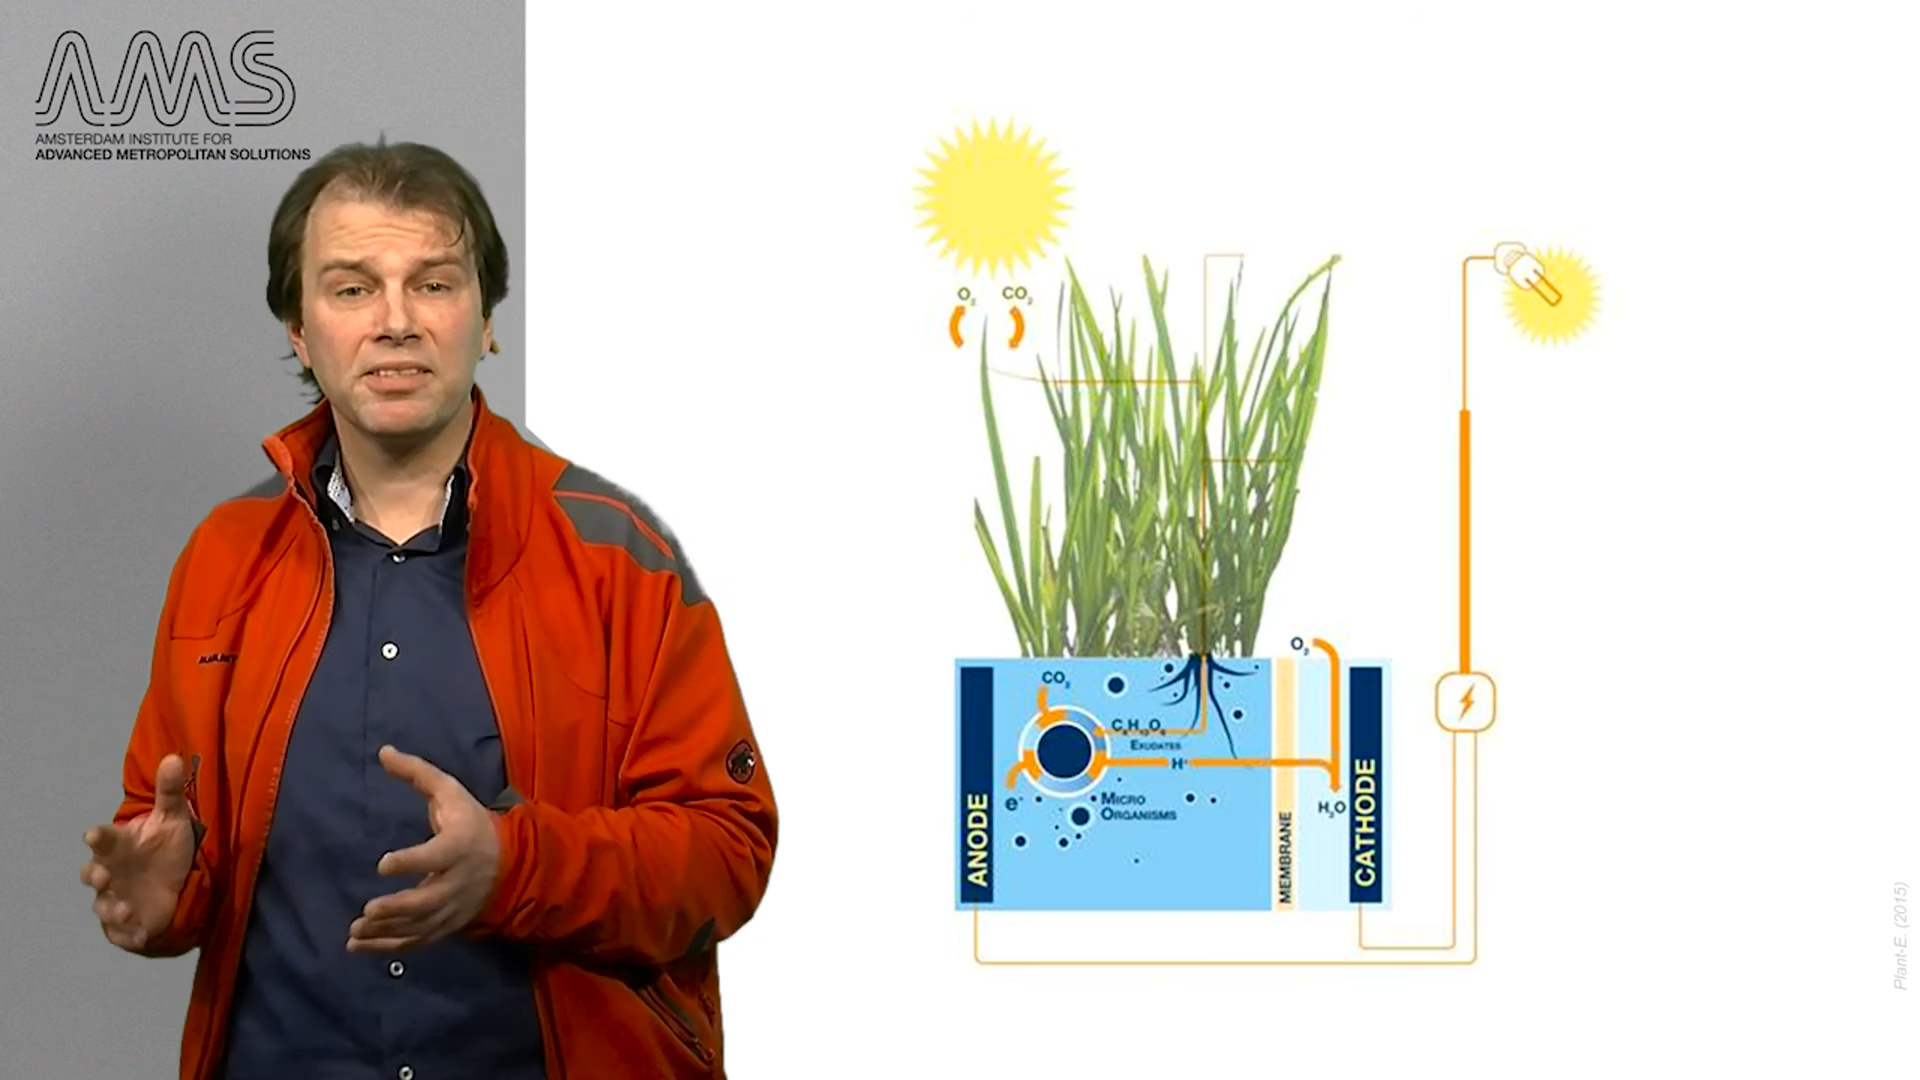 AMS
AMSTERDAM INSTITUTE FOR
ADVANCED METROPOLITAN SOLUTIONS
O2 CO2
O2
CO2
C6H12O6
EXUDATES
H+
e-
MICRO
ORGANISMS
H2O
ANODE
MEMBRANE
CATHODE
Plant-E. (2015)